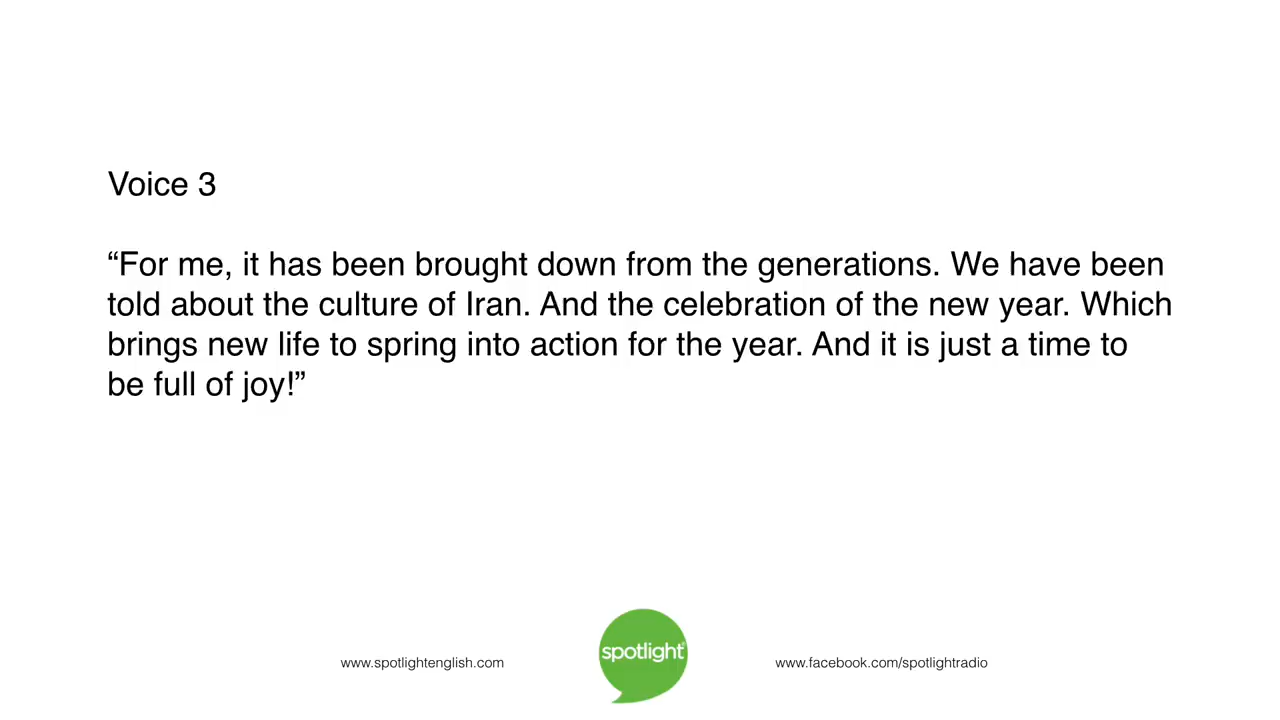 Voice 3
“For me, it has been brought down from the generations. We have been
told about the culture of Iran. And the celebration of the new year. Which
brings new life to spring into action for the year. And it is just a time to
be full of joy!”
www.spotlightenglish.com
spotlight®
www.facebook.com/spotlightradio